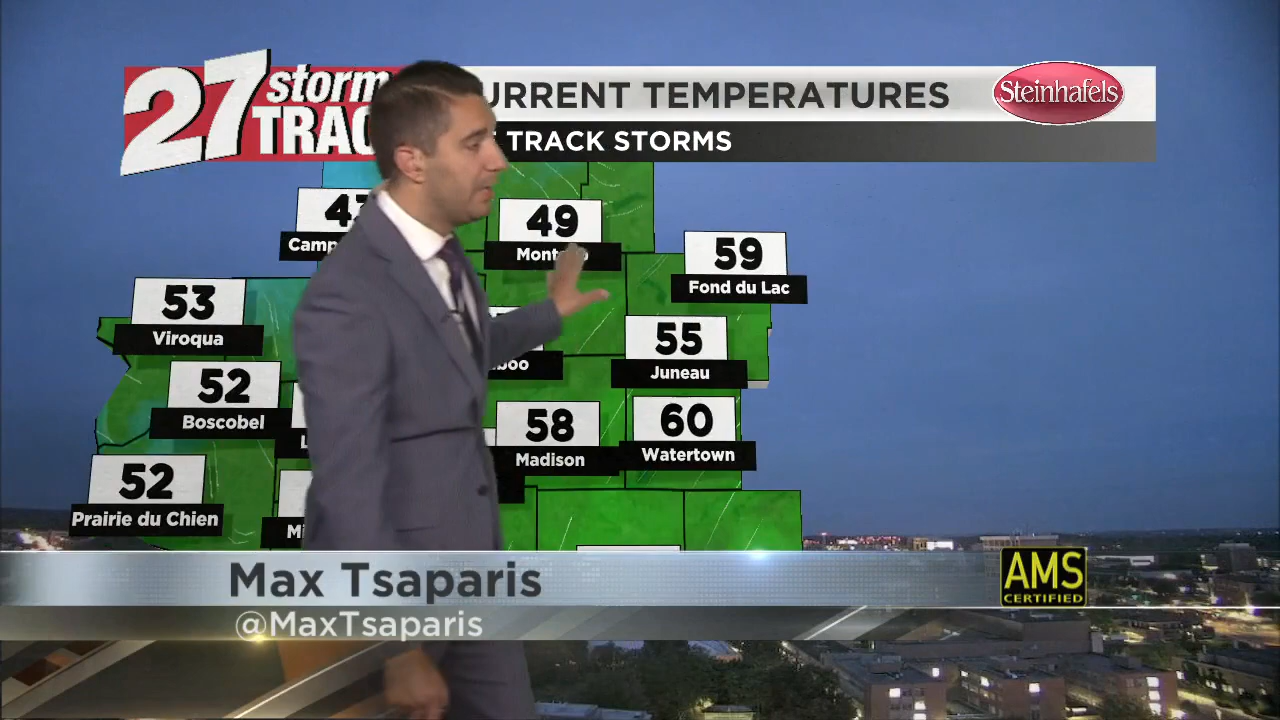 27 storm
TRAC
URRENT TEMPERATURES
Steinhafels
TRACK STORMS
49
59
Fond du Lac
53
Viroqua
55
Juneau
52
Boscobel
58
Madison
60
Watertown
52
Prairie du Chien
Max Tsaparis
@MaxTsaparis
AMS
CERTIFIED